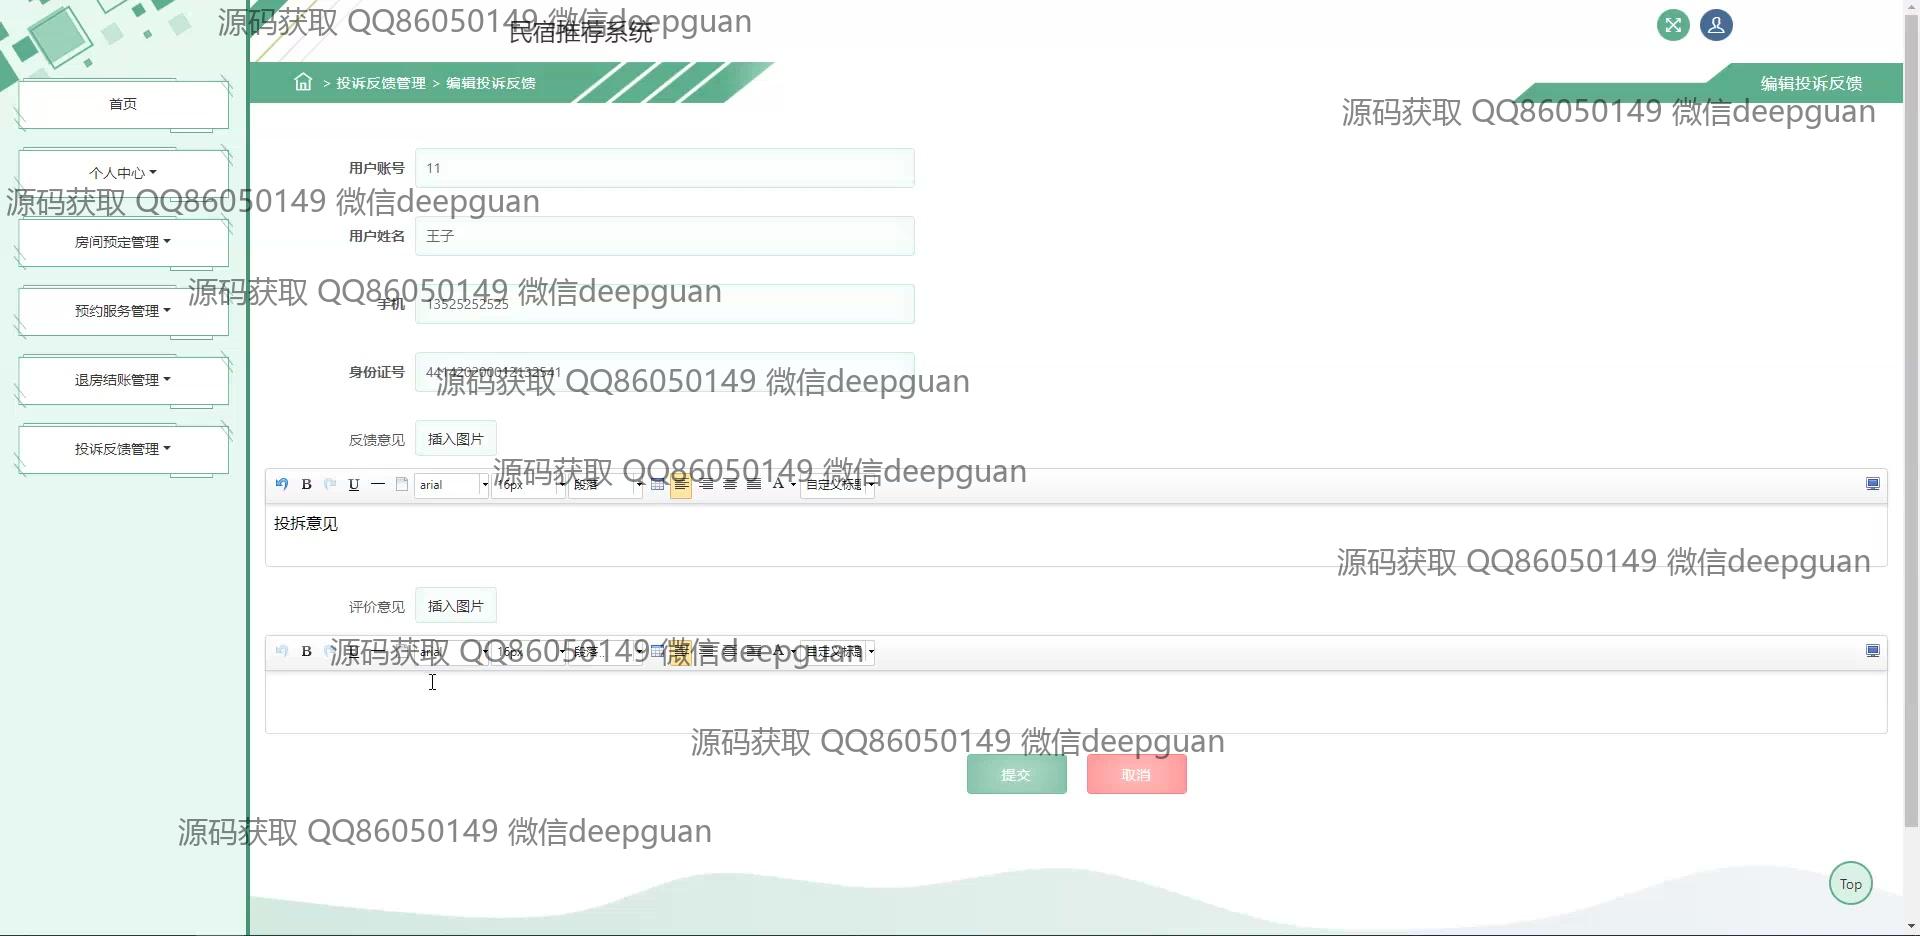 民宿推荐系统
源码获取 QQ86050149 微信deepguan
> 投诉反馈管理 > 编辑投诉反馈
编辑投诉反馈
源码获取 QQ86050149 微信deepguan
首页
个人中心
源码获取 QQ86050149 微信deepguan
房间预定管理
预约服务管理
退房结账管理
投诉反馈管理
用户账号 11
用户姓名 王子
源码获取 QQ86050149 微信deepguan
手机 13525252525
身份证号
源码获取 QQ86050149 微信deepguan
反馈意见 插入图片
源码获取 QQ86050149 微信deepguan
B U arial 16px 段落 A 自定义标题
投拆意见
源码获取 QQ86050149 微信deepguan
评价意见 插入图片
源码获取 QQ86050149 微信deepguan
B U arial 16px 段落 A 自定义标题
源码获取 QQ86050149 微信deepguan
提交 取消
源码获取 QQ86050149 微信deepguan
Top